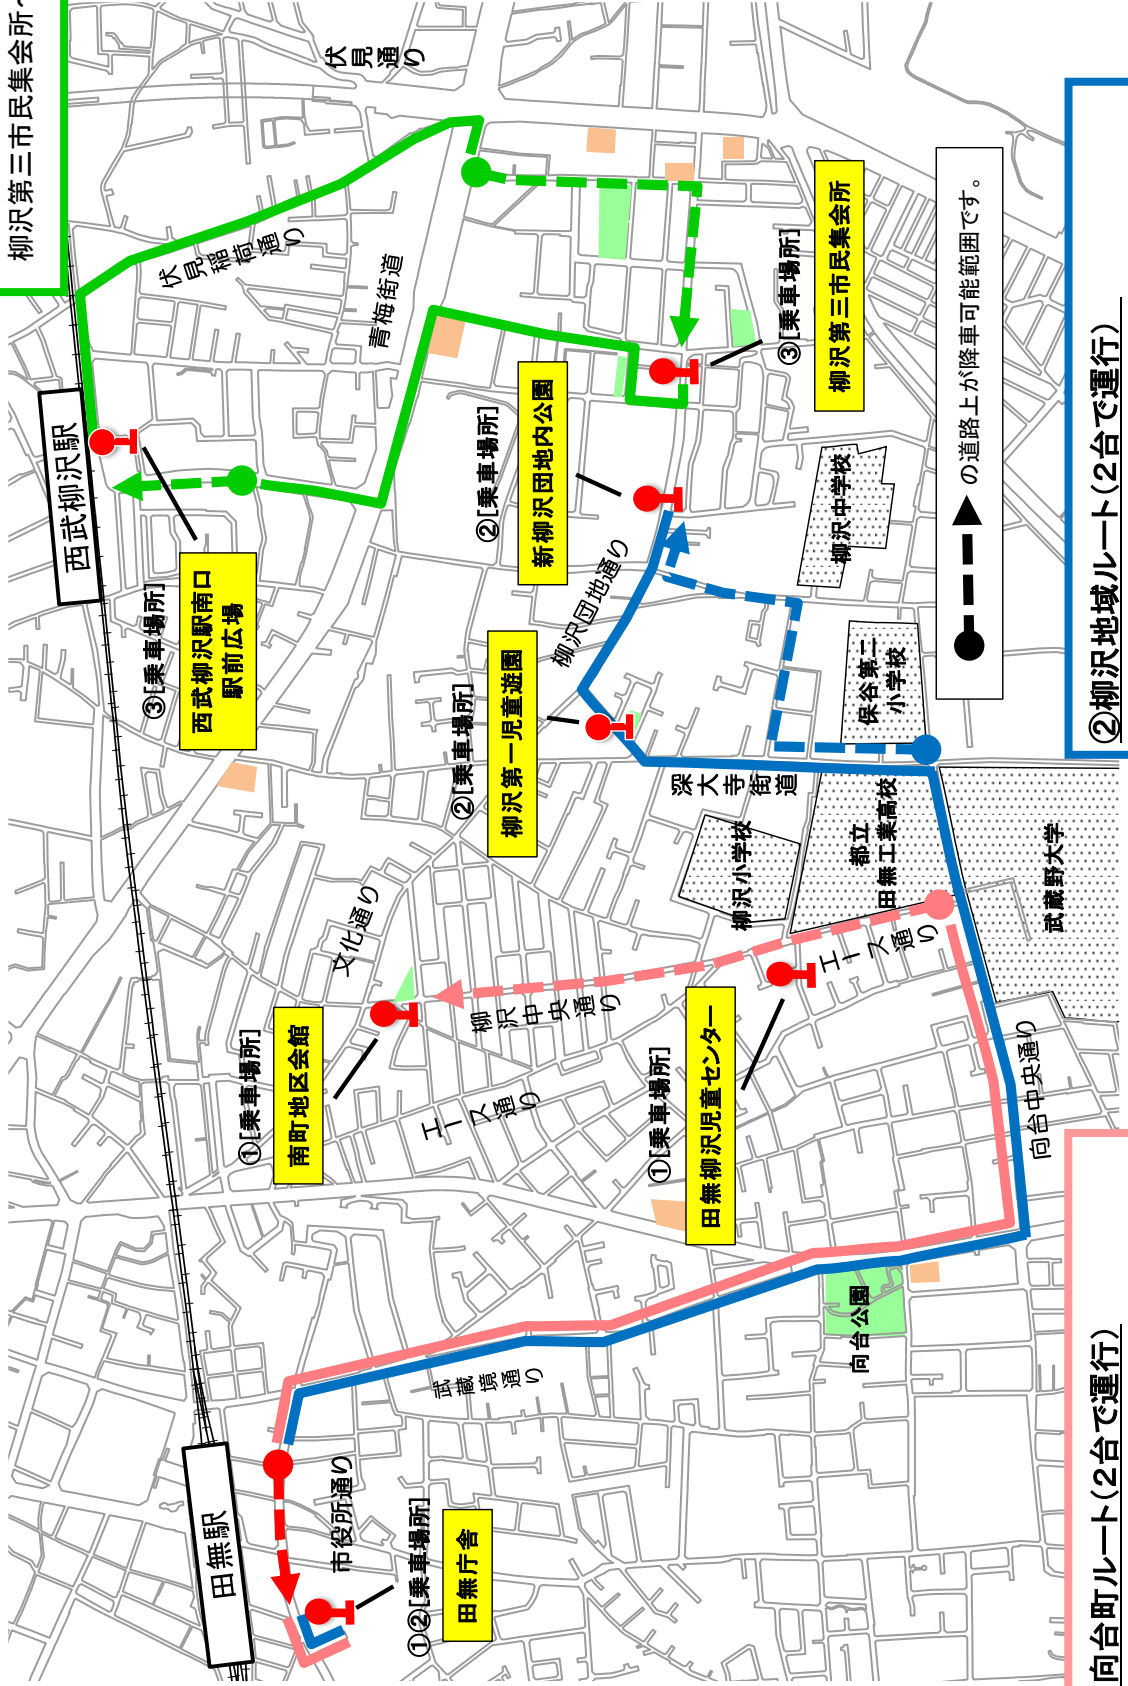 柳沢第三市民集会所
伏見通り
伏見稲荷通り
青梅街道
西武柳沢駅
③[乗車場所]
西武柳沢駅南口
駅前広場
③[乗車場所]
柳沢第三市民集会所
②[乗車場所]
新柳沢団地内公園
柳沢団地通り
柳沢中学校
②[乗車場所]
柳沢第一児童遊園
保谷第二
小学校
深大寺街道
柳沢小学校
都立
田無工業高校
武蔵野大学
文化通り
①[乗車場所]
南町地区会館
柳沢中央通り
エース通り
エース通り
①[乗車場所]
田無柳沢児童センター
向台中央通り
向台公園
武蔵境通り
田無駅
市役所通り
①②[乗車場所]
田無庁舎
の道路上が降車可能範囲です。
②柳沢地域ルート(2台で運行)
向台町ルート(2台で運行)